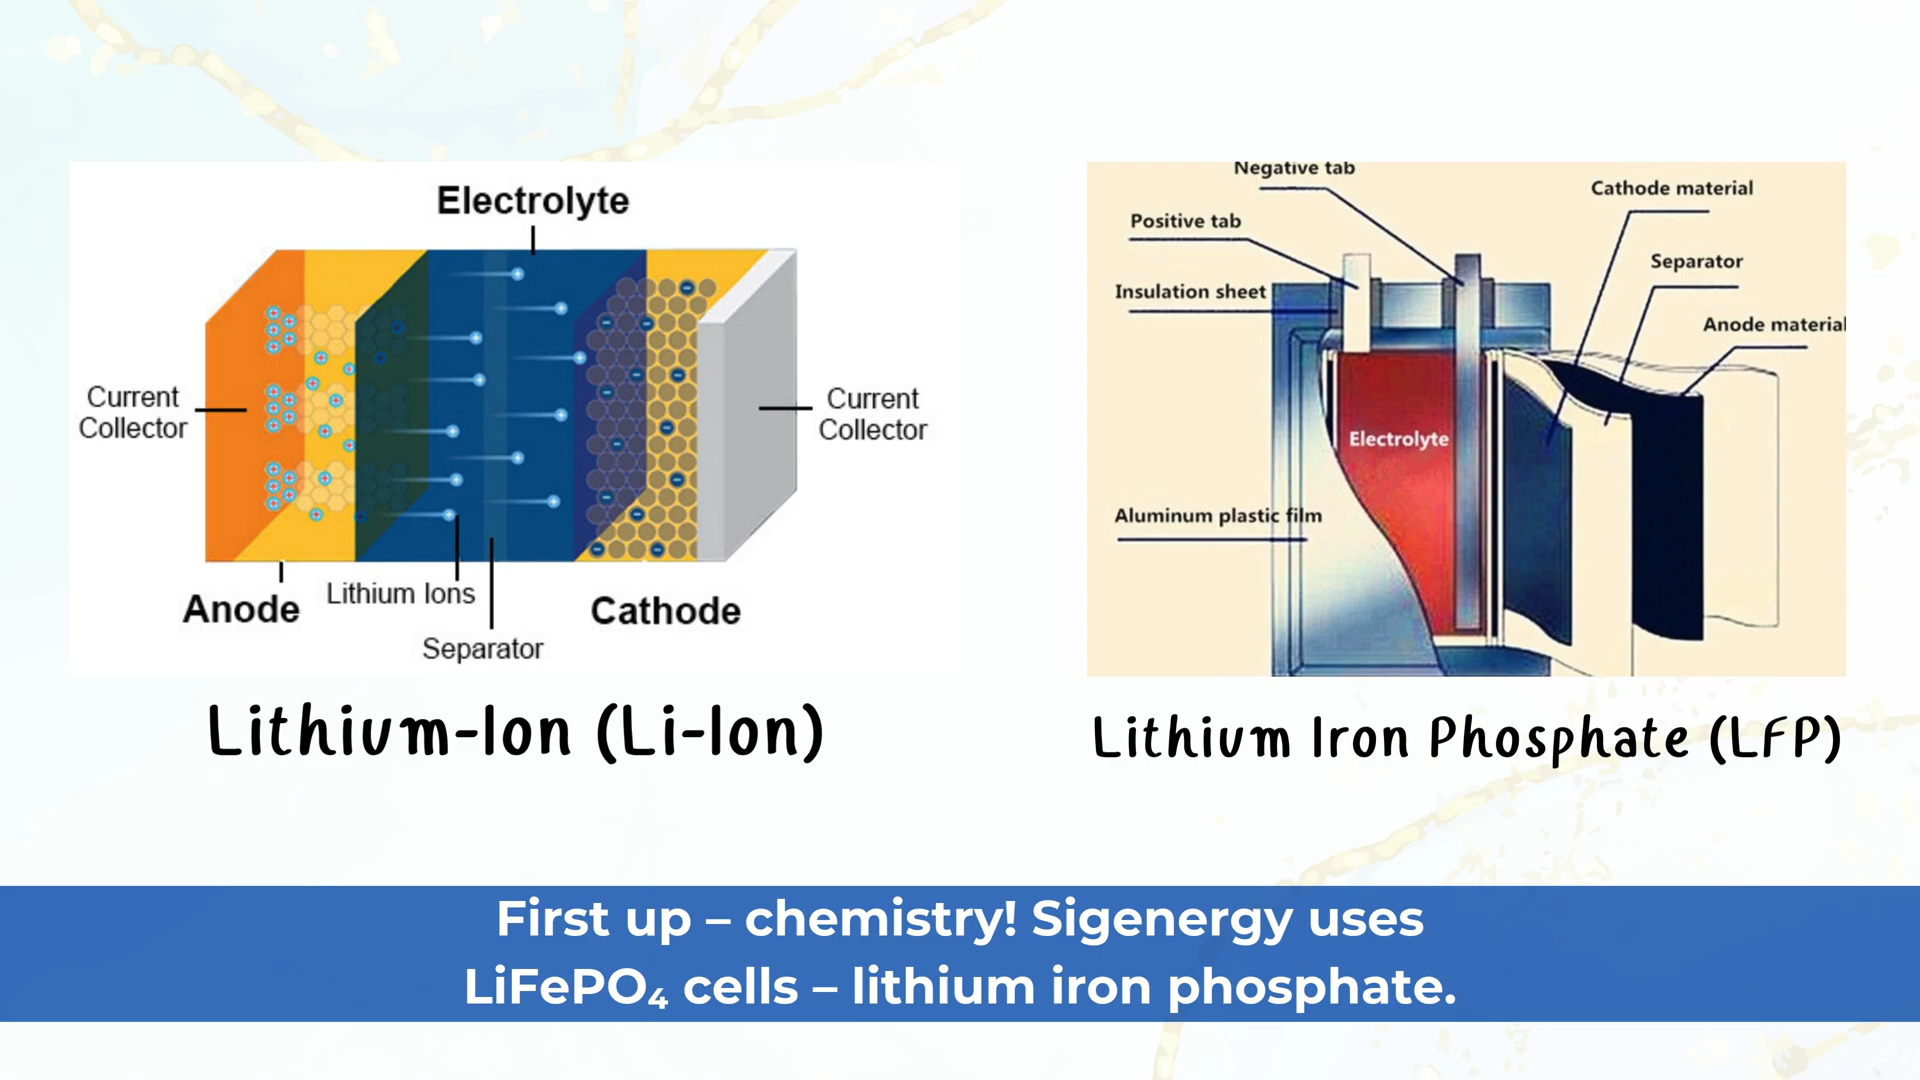 Electrolyte
Current
Collector
Current
Collector
Anode
Lithium Ions
Cathode
Separator
Lithium-Ion (Li-Ion)
Negative tab
Cathode material
Positive tab
Separator
Insulation sheet
Anode material
Electrolyte
Aluminum plastic film
Lithium Iron Phosphate (LFP)
First up – chemistry! Sigenergy uses
LiFePO₄ cells – lithium iron phosphate.